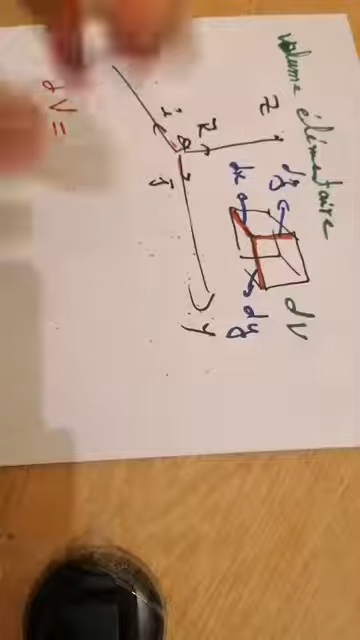 volume élémentaire
Z
dz
dx
dV
k
i
j
dy
y
dV =